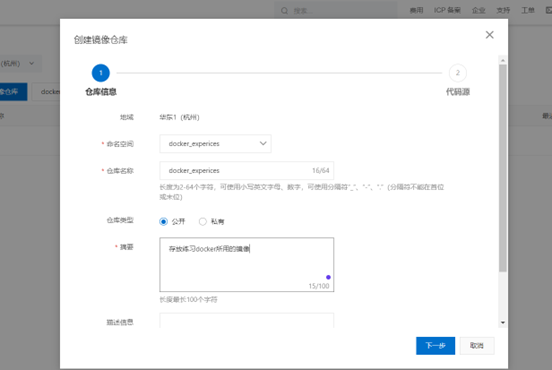 搜索...
费用 ICP 备案 企业 支持 工单
创建镜像仓库
(杭州)
像仓库
docker
1
2
仓库信息
代码源
地域 华东1 (杭州)
* 命名空间 docker_experices
* 仓库名称 docker_experices 16/64
长度为2-64个字符,可使用小写英文字母、数字,可使用分隔符"_"、"-"、"."(分隔符不能在首位
或末位)
仓库类型 公开 私有
* 摘要 存放练习docker所用的镜像
15/100
长度最长100个字符
描述信息
下一步 取消